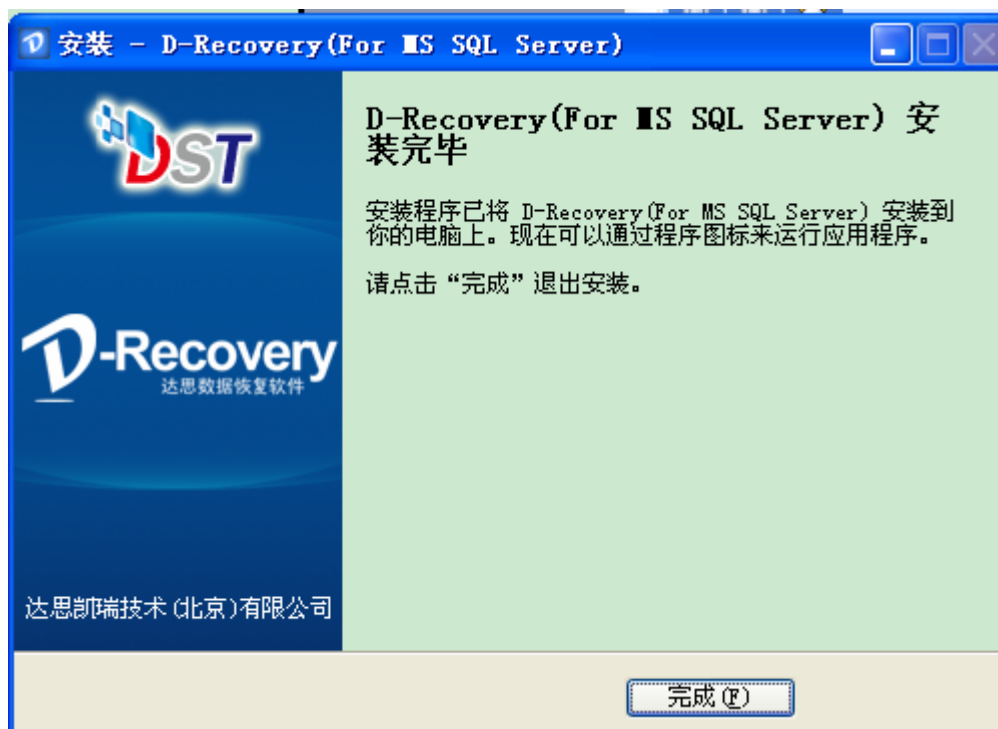 安装 - D-Recovery(For MS SQL Server)
DST
D-Recovery(For MS SQL Server) 安
装完毕
安装程序已将 D-Recovery(For MS SQL Server) 安装到
你的电脑上。现在可以通过程序图标来运行应用程序。
请点击“完成”退出安装。
D-Recovery
达思数据恢复软件
达思凯瑞技术(北京)有限公司
完成(F)